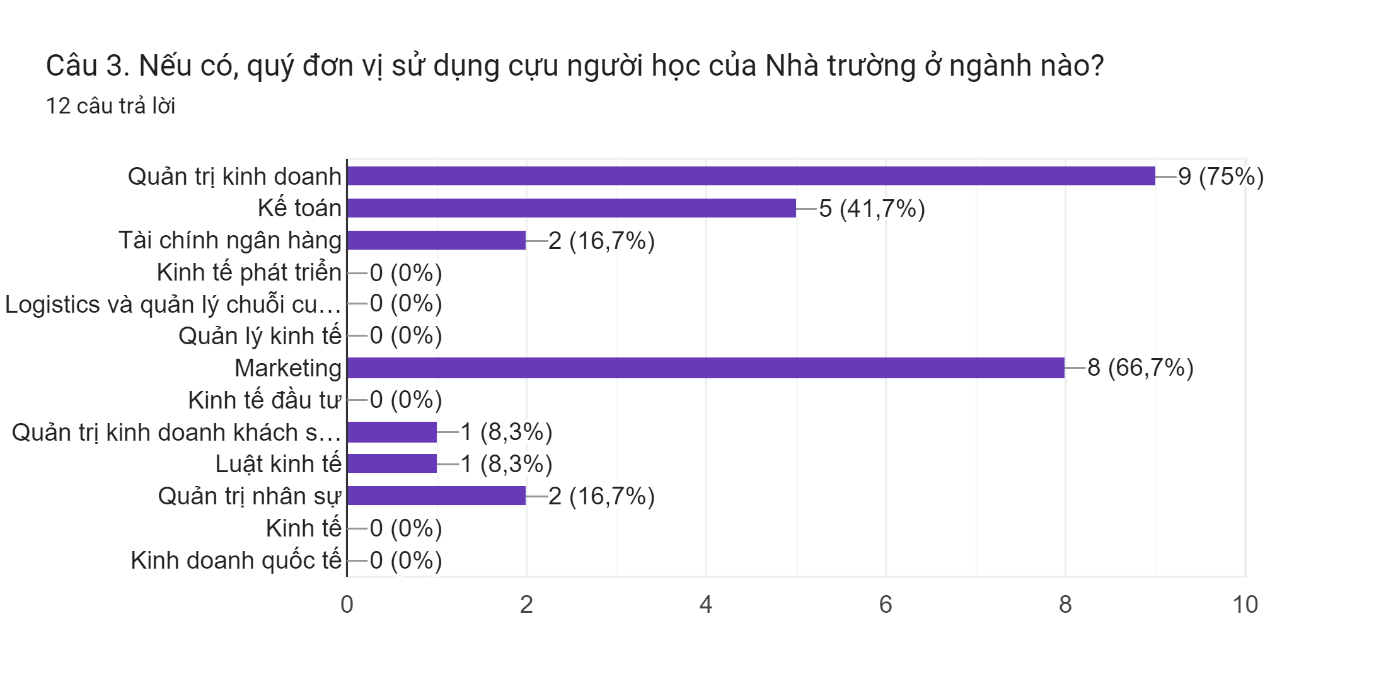 Câu 3. Nếu có, quý đơn vị sử dụng cựu người học của Nhà trường ở ngành nào?
12 câu trả lời
Quản trị kinh doanh 9 (75%)
Kế toán 5 (41,7%)
Tài chính ngân hàng 2 (16,7%)
Kinh tế phát triển 0 (0%)
Logistics và quản lý chuỗi cu… 0 (0%)
Quản lý kinh tế 0 (0%)
Marketing 8 (66,7%)
Kinh tế đầu tư 0 (0%)
Quản trị kinh doanh khách s… 1 (8,3%)
Luật kinh tế 1 (8,3%)
Quản trị nhân sự 2 (16,7%)
Kinh tế 0 (0%)
Kinh doanh quốc tế 0 (0%)
0 2 4 6 8 10